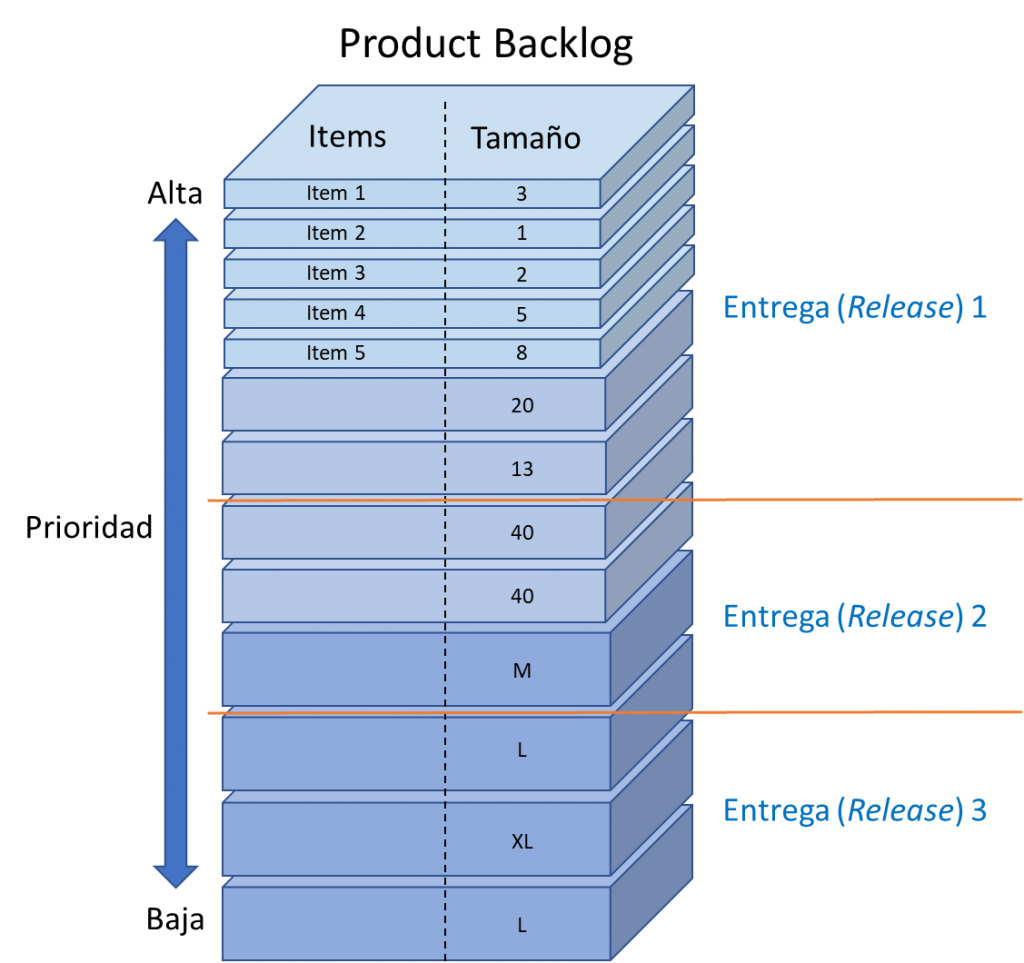 Product Backlog
Items Tamaño
Alta
Item 1 3
Item 2 1
Item 3 2
Entrega (Release) 1
Item 4 5
Item 5 8
20
13
Prioridad
40
40
Entrega (Release) 2
M
L
Entrega (Release) 3
XL
Baja
L